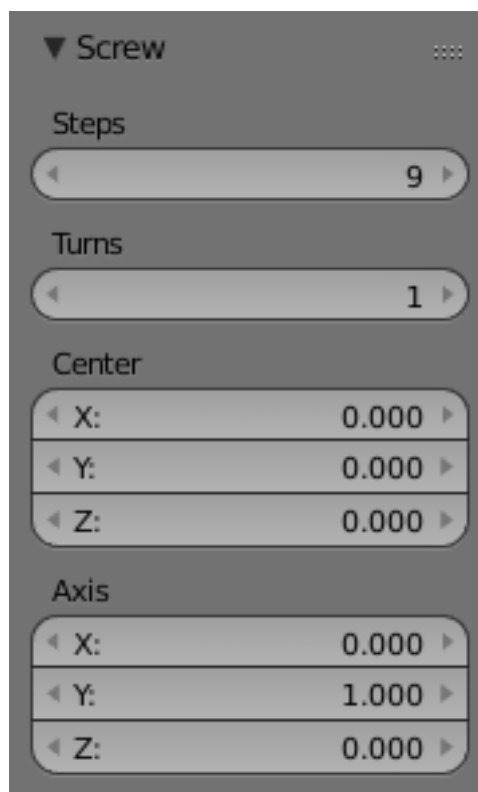 Screw
Steps
9
Turns
1
Center
X: 0.000
Y: 0.000
Z: 0.000
Axis
X: 0.000
Y: 1.000
Z: 0.000